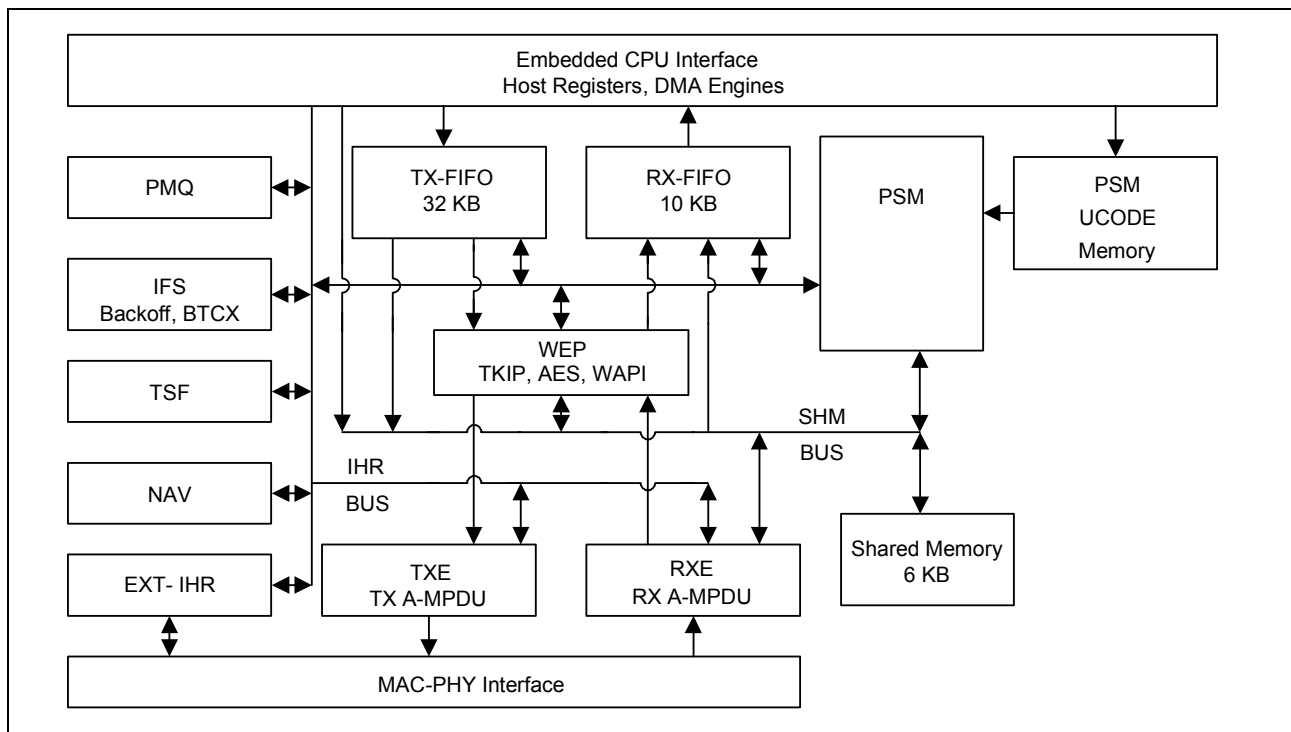 Embedded CPU Interface
Host Registers, DMA Engines
PMQ
TX-FIFO
32 KB
RX-FIFO
10 KB
PSM
PSM
UCODE
Memory
IFS
Backoff, BTCX
WEP
TKIP, AES, WAPI
TSF
SHM
BUS
IHR
BUS
NAV
Shared Memory
6 KB
EXT- IHR
TXE
TX A-MPDU
RXE
RX A-MPDU
MAC-PHY Interface